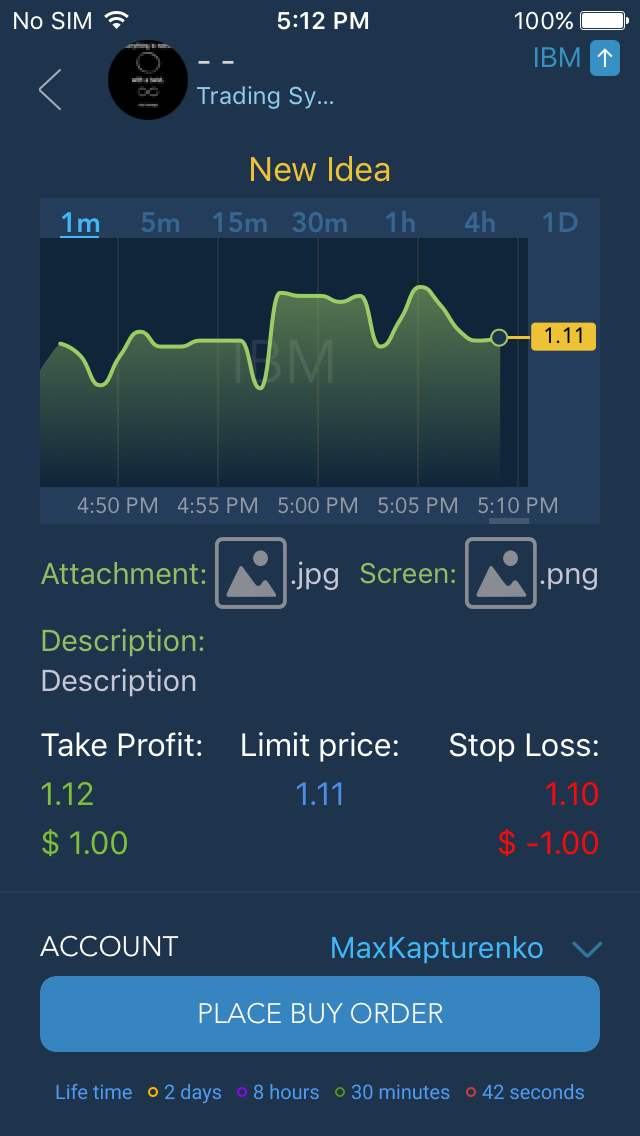 No SIM 5:12 PM 100%
- -
IBM
Trading Sy...
New Idea
1m 5m 15m 30m 1h 4h 1D
IBM
1.11
4:50 PM 4:55 PM 5:00 PM 5:05 PM 5:10 PM
Attachment: .jpg Screen: .png
Description:
Description
Take Profit: Limit price: Stop Loss:
1.12 1.11 1.10
$ 1.00 $ -1.00
ACCOUNT MaxKapturenko
PLACE BUY ORDER
Life time 2 days 8 hours 30 minutes 42 seconds